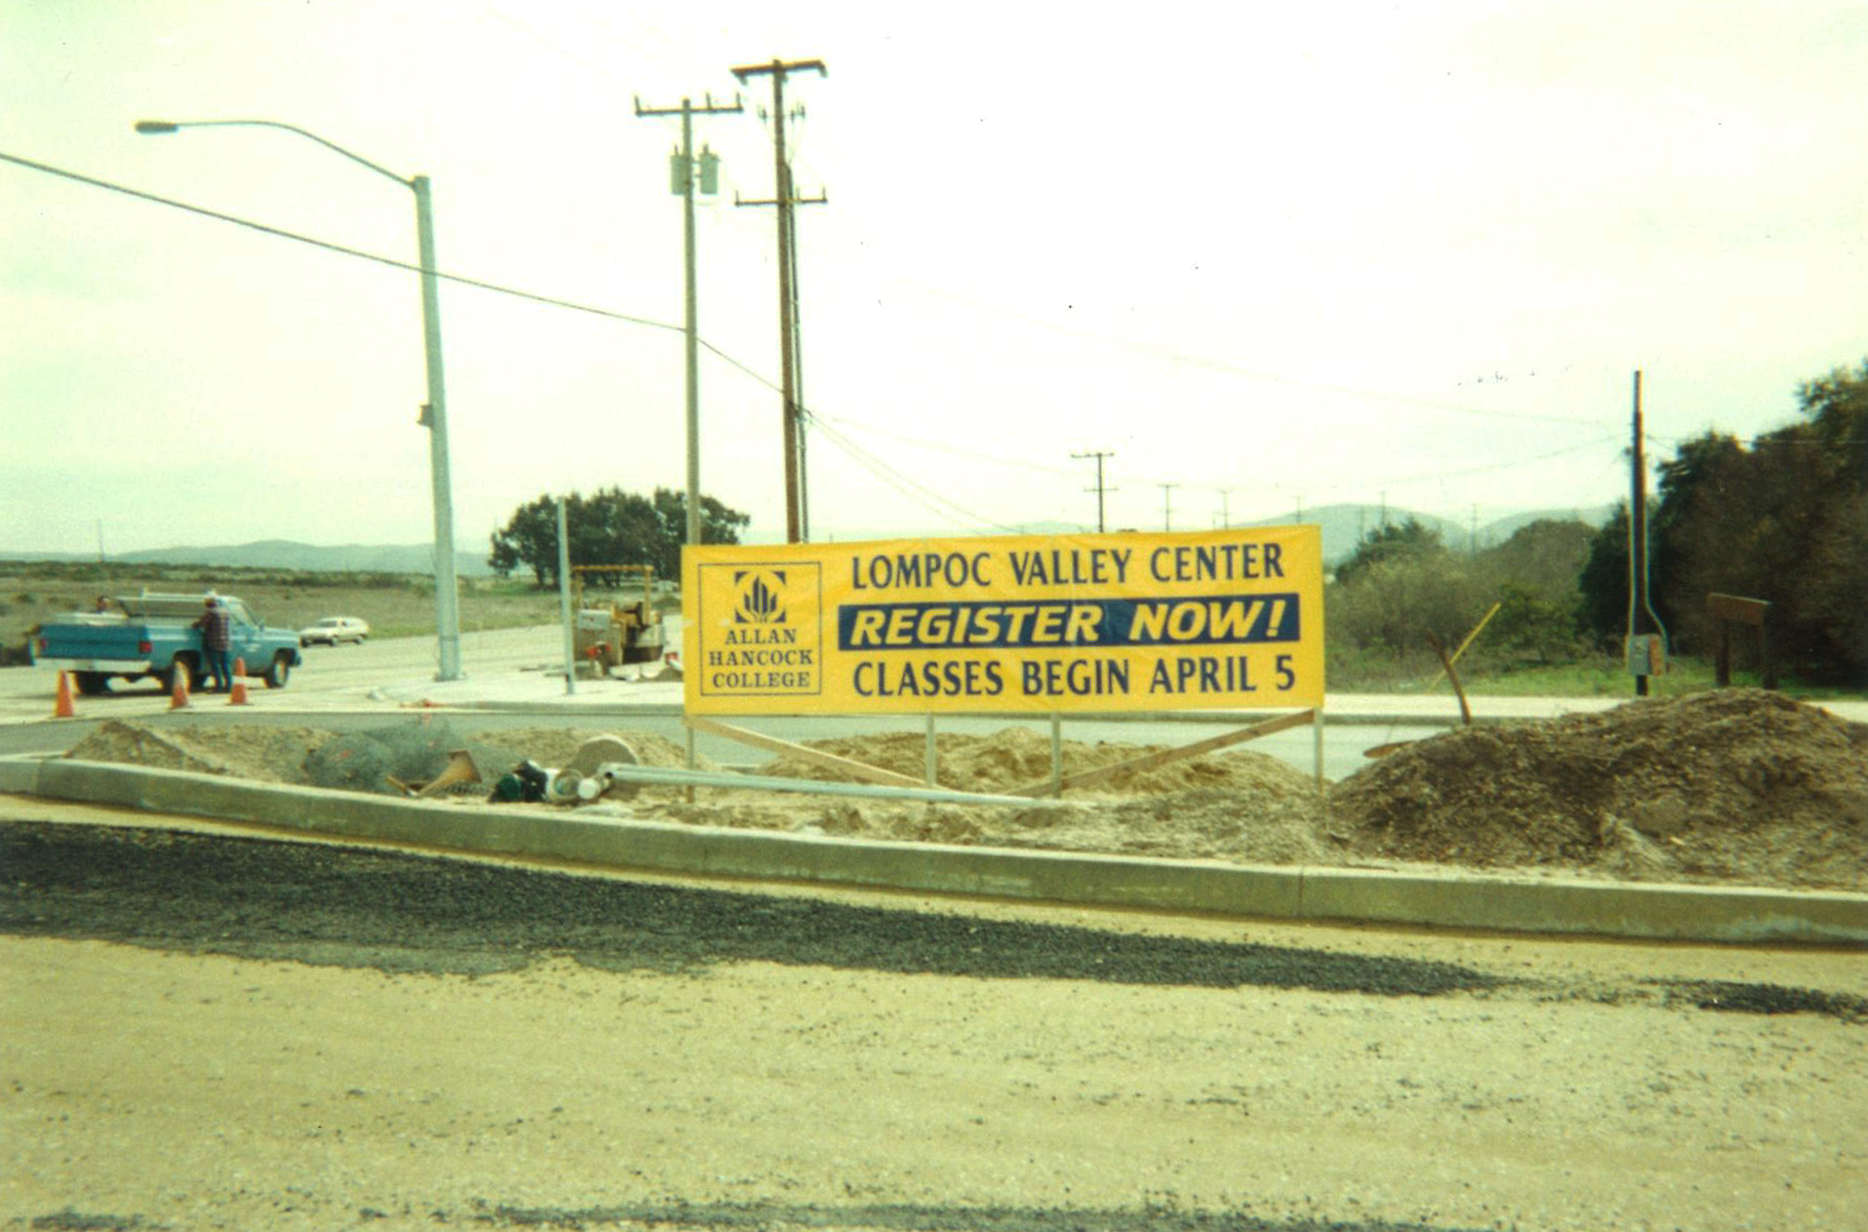 ALLAN
HANCOCK
COLLEGE
LOMPOC VALLEY CENTER
REGISTER NOW!
CLASSES BEGIN APRIL 5